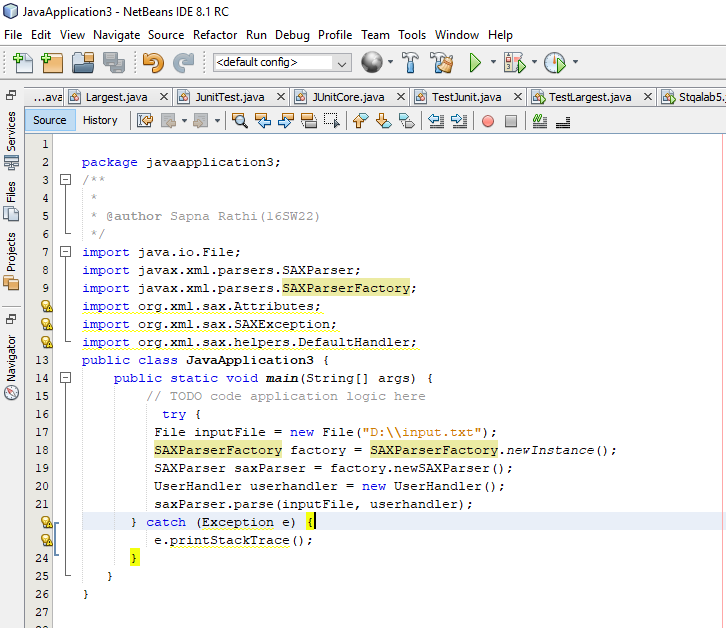 JavaApplication3 - NetBeans IDE 8.1 RC
File Edit View Navigate Source Refactor Run Debug Profile Team Tools Window Help
<default config>
...ava Largest.java JunitTest.java JUnitCore.java TestJunit.java TestLargest.java Stqalab5.
Source History
Services
Files
Projects
Navigator
1
2 package javaapplication3;
3 /**
4 *
5 * @author Sapna Rathi(16SW22)
6 */
7 import java.io.File;
8 import javax.xml.parsers.SAXParser;
9 import javax.xml.parsers.SAXParserFactory;
import org.xml.sax.Attributes;
import org.xml.sax.SAXException;
import org.xml.sax.helpers.DefaultHandler;
13 public class JavaApplication3 {
14 public static void main(String[] args) {
15 // TODO code application logic here
16 try {
17 File inputFile = new File("D:\\input.txt");
18 SAXParserFactory factory = SAXParserFactory.newInstance();
19 SAXParser saxParser = factory.newSAXParser();
20 UserHandler userhandler = new UserHandler();
21 saxParser.parse(inputFile, userhandler);
} catch (Exception e) {
e.printStackTrace();
24 }
25 }
26 }
27